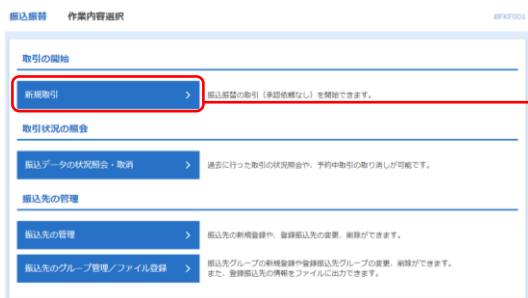 振込振替 作業内容選択 BFKF001
取引の開始
新規取引 振込振替の取引（承認依頼なし）を開始できます。
取引状況の照会
振込データの状況照会・取消 過去に行った取引の状況照会や、予約中取引の取り消しが可能です。
振込先の管理
振込先の管理 振込先の新規登録や、登録振込先の変更、削除ができます。
振込先のグループ管理／ファイル登録 振込先グループの新規登録や登録振込先グループの変更、削除ができます。
また、登録振込先の情報をファイルに出力できます。